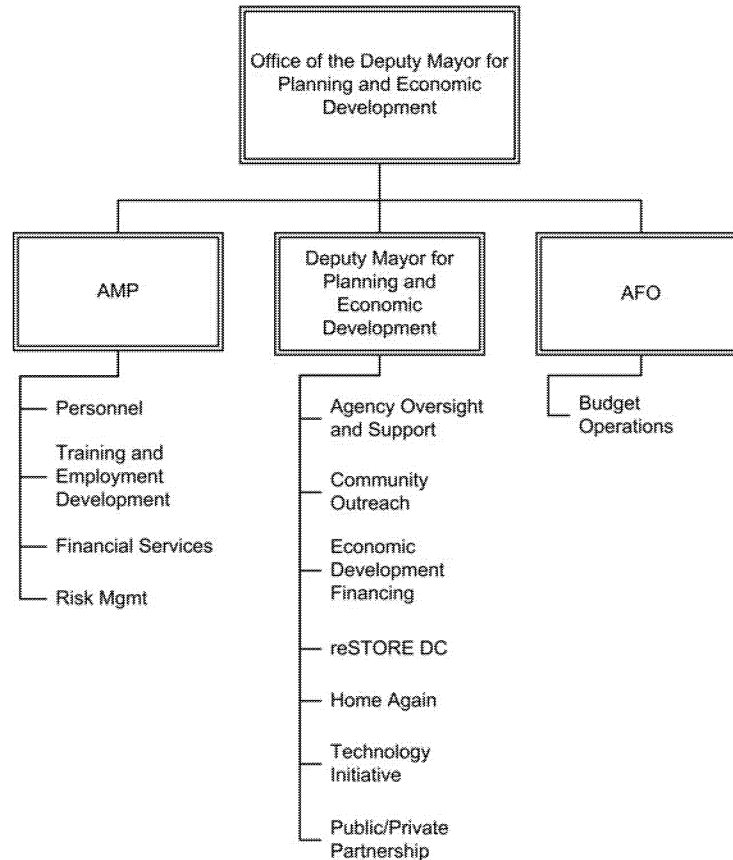 Office of the Deputy Mayor for
Planning and Economic
Development
AMP
Deputy Mayor for
Planning and
Economic
Development
AFO
Personnel
Training and
Employment
Development
Financial Services
Risk Mgmt
Agency Oversight
and Support
Community
Outreach
Economic
Development
Financing
reSTORE DC
Home Again
Technology
Initiative
Public/Private
Partnership
Budget
Operations